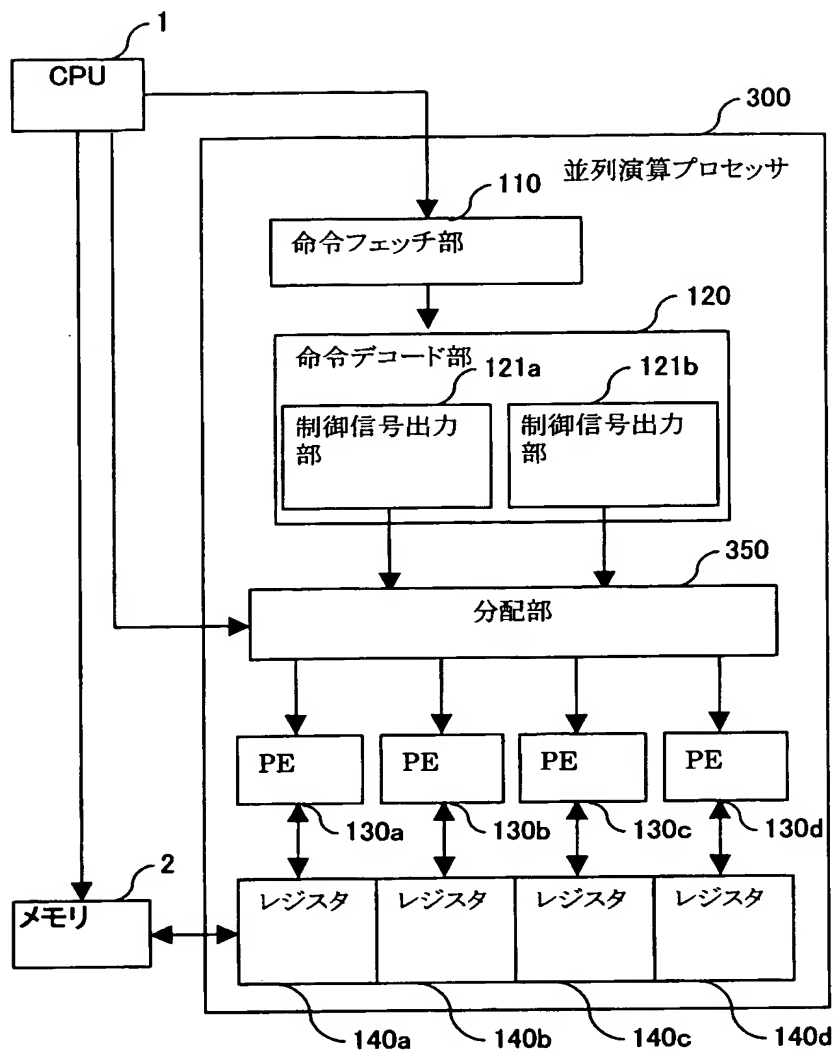 1
CPU
300
並列演算プロセッサ
110
命令フェッチ部
120
命令デコード部
121a
121b
制御信号出力
部
制御信号出力
部
350
分配部
PE
PE
PE
PE
130a
130b
130c
130d
2
メモリ
レジスタ
レジスタ
レジスタ
レジスタ
140a
140b
140c
140d